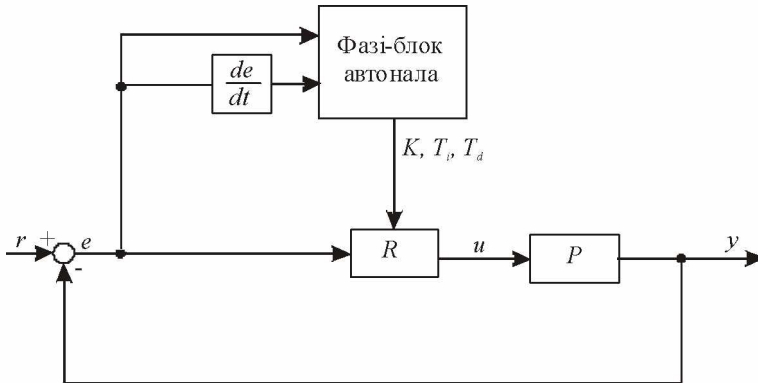 Фазі-блок
автонала
de
dt
K, T_i, T_d
r + e
-
R
u
P
y